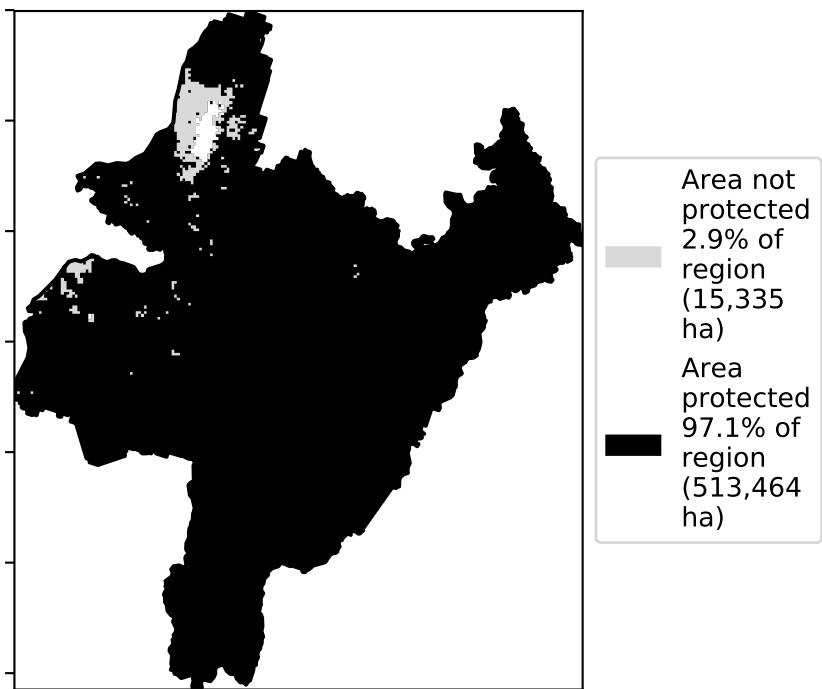 Area not
protected
2.9% of
region
(15,335
ha)
Area
protected
97.1% of
region
(513,464
ha)